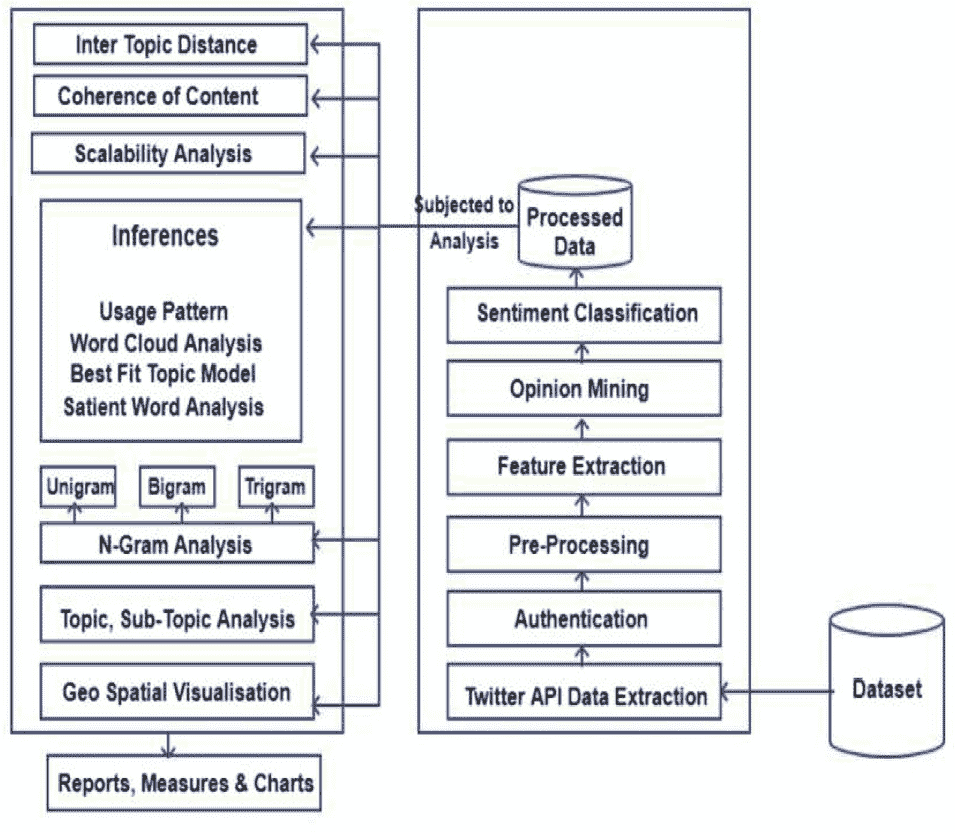 Inter Topic Distance
Coherence of Content
Scalability Analysis
Inferences
Usage Pattern
Word Cloud Analysis
Best Fit Topic Model
Satient Word Analysis
Unigram
Bigram
Trigram
N-Gram Analysis
Topic, Sub-Topic Analysis
Geo Spatial Visualisation
Reports, Measures & Charts
Subjected to
Analysis
Processed
Data
Sentiment Classification
Opinion Mining
Feature Extraction
Pre-Processing
Authentication
Twitter API Data Extraction
Dataset